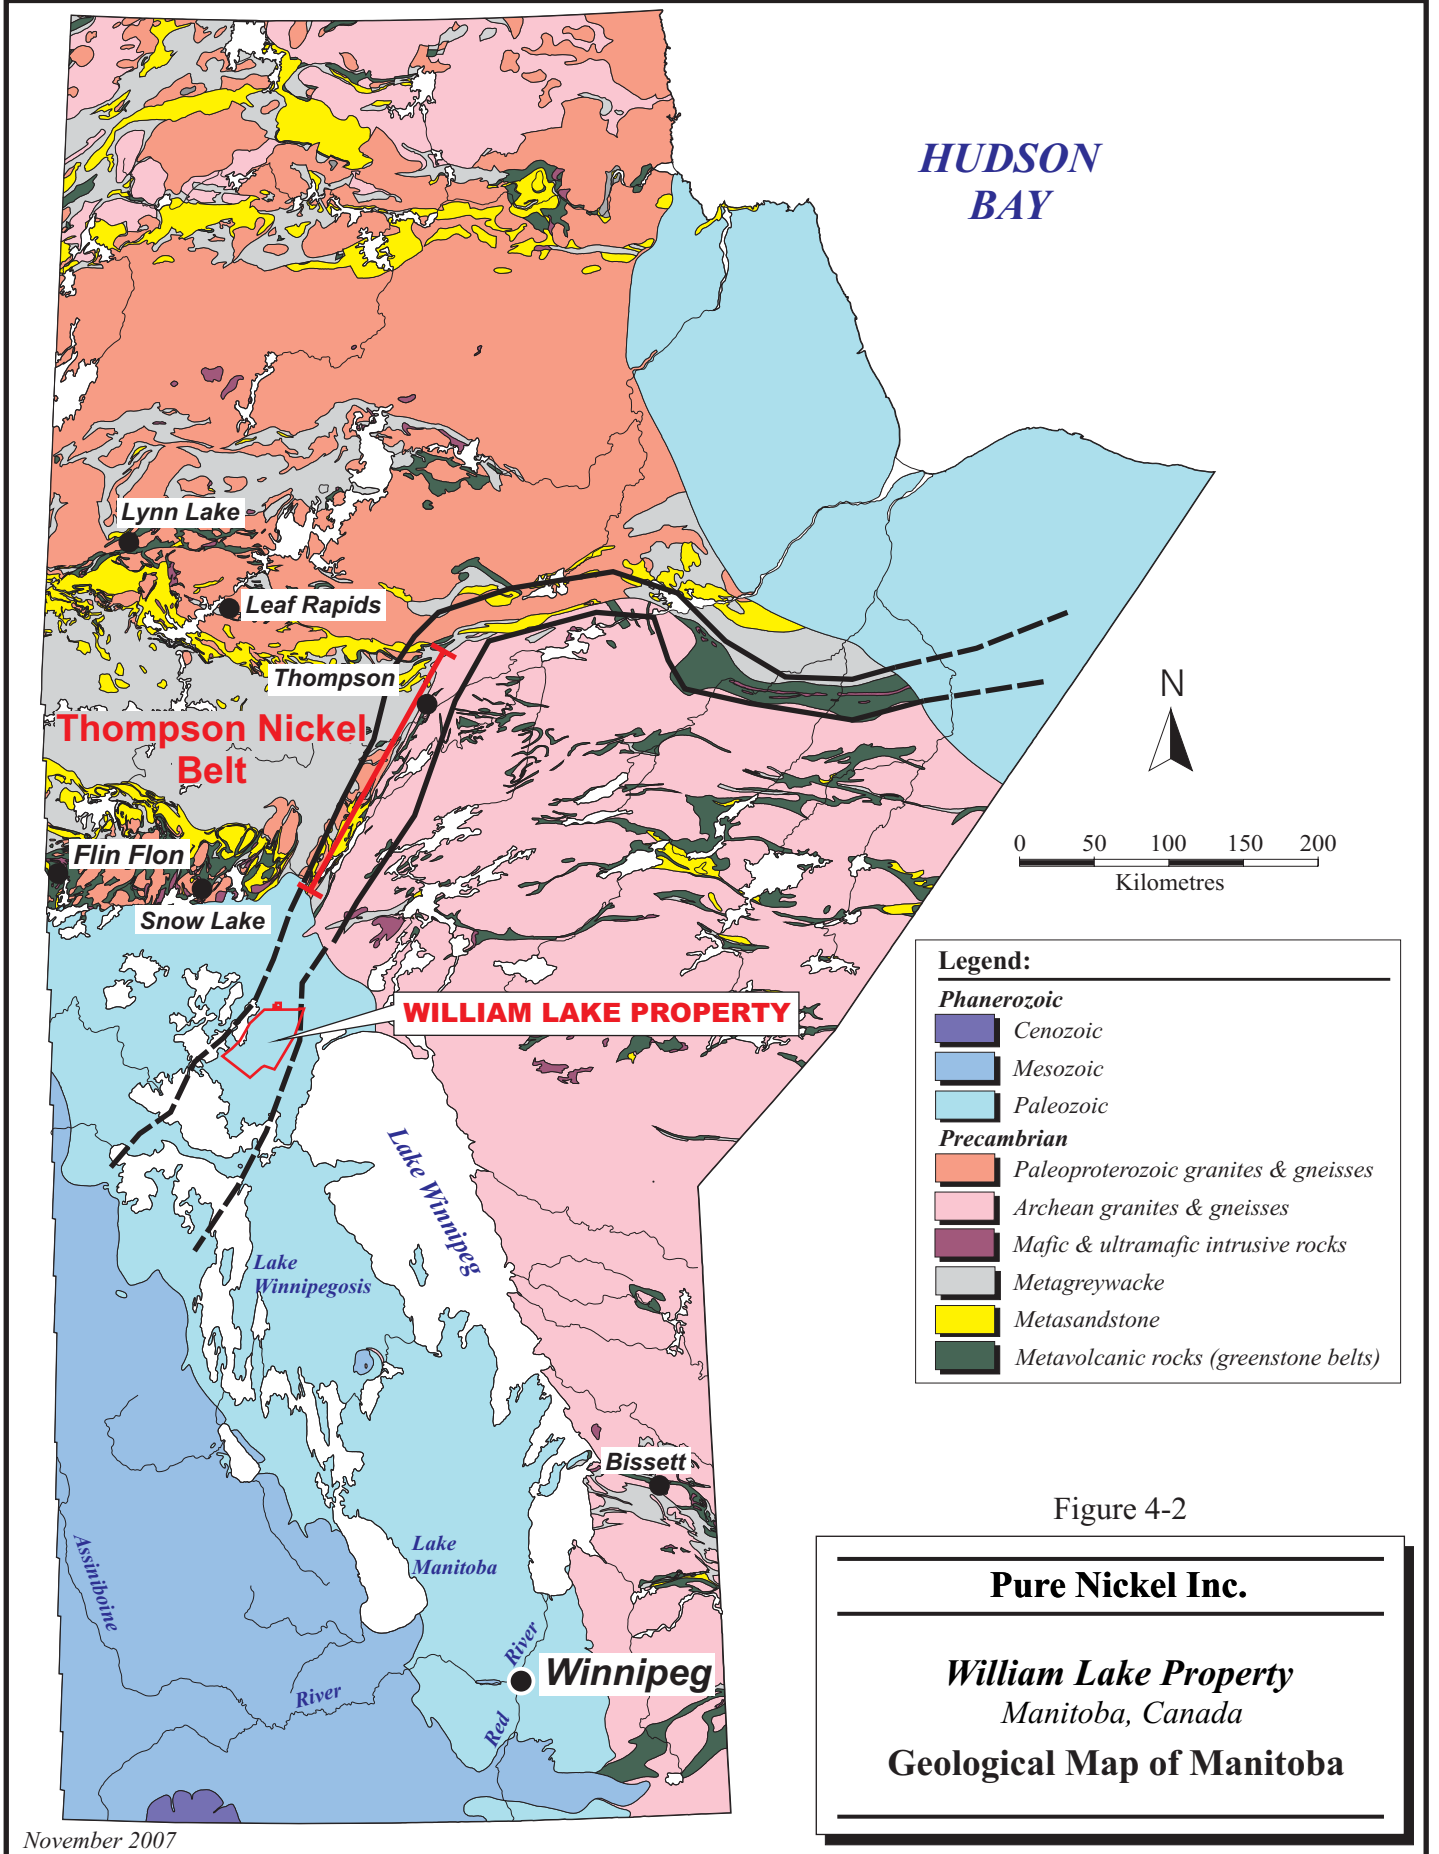 HUDSON
BAY
Lynn Lake
Leaf Rapids
Thompson
Thompson Nickel
Belt
Flin Flon
Snow Lake
N
0 50 100 150 200
Kilometres
WILLIAM LAKE PROPERTY
Legend:
Phanerozoic
Cenozoic
Mesozoic
Paleozoic
Precambrian
Paleoproterozoic granites & gneisses
Archean granites & gneisses
Mafic & ultramafic intrusive rocks
Metagreywacke
Metasandstone
Metavolcanic rocks (greenstone belts)
Lake Winnipeg
Lake
Winnipegosis
Bissett
Lake
Manitoba
Assiniboine
River
Red
River
Winnipeg
Figure 4-2
Pure Nickel Inc.
William Lake Property
Manitoba, Canada
Geological Map of Manitoba
November 2007